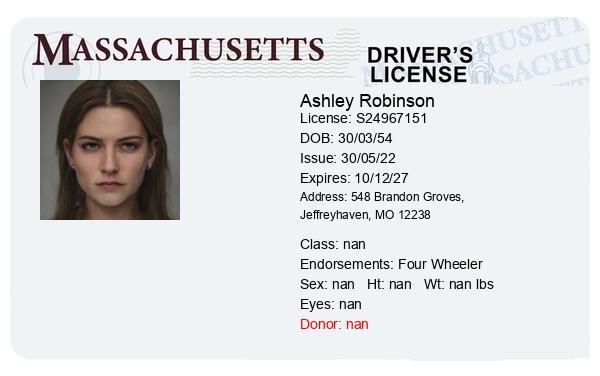 MASSACHUSETTS
DRIVER'S
LICENSE
Ashley Robinson
License: S24967151
DOB: 30/03/54
Issue: 30/05/22
Expires: 10/12/27
Address: 548 Brandon Groves,
Jeffreyhaven, MO 12238
Class: nan
Endorsements: Four Wheeler
Sex: nan Ht: nan Wt: nan lbs
Eyes: nan
Donor: nan